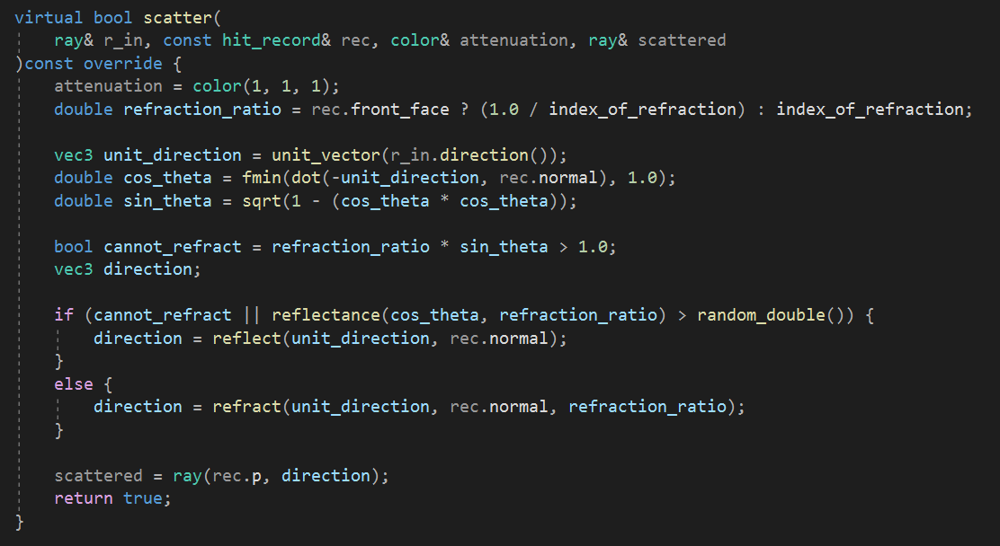 virtual bool scatter(
    ray& r_in, const hit_record& rec, color& attenuation, ray& scattered
)const override {
    attenuation = color(1, 1, 1);
    double refraction_ratio = rec.front_face ? (1.0 / index_of_refraction) : index_of_refraction;

    vec3 unit_direction = unit_vector(r_in.direction());
    double cos_theta = fmin(dot(-unit_direction, rec.normal), 1.0);
    double sin_theta = sqrt(1 - (cos_theta * cos_theta));

    bool cannot_refract = refraction_ratio * sin_theta > 1.0;
    vec3 direction;

    if (cannot_refract || reflectance(cos_theta, refraction_ratio) > random_double()) {
        direction = reflect(unit_direction, rec.normal);
    }
    else {
        direction = refract(unit_direction, rec.normal, refraction_ratio);
    }

    scattered = ray(rec.p, direction);
    return true;
}